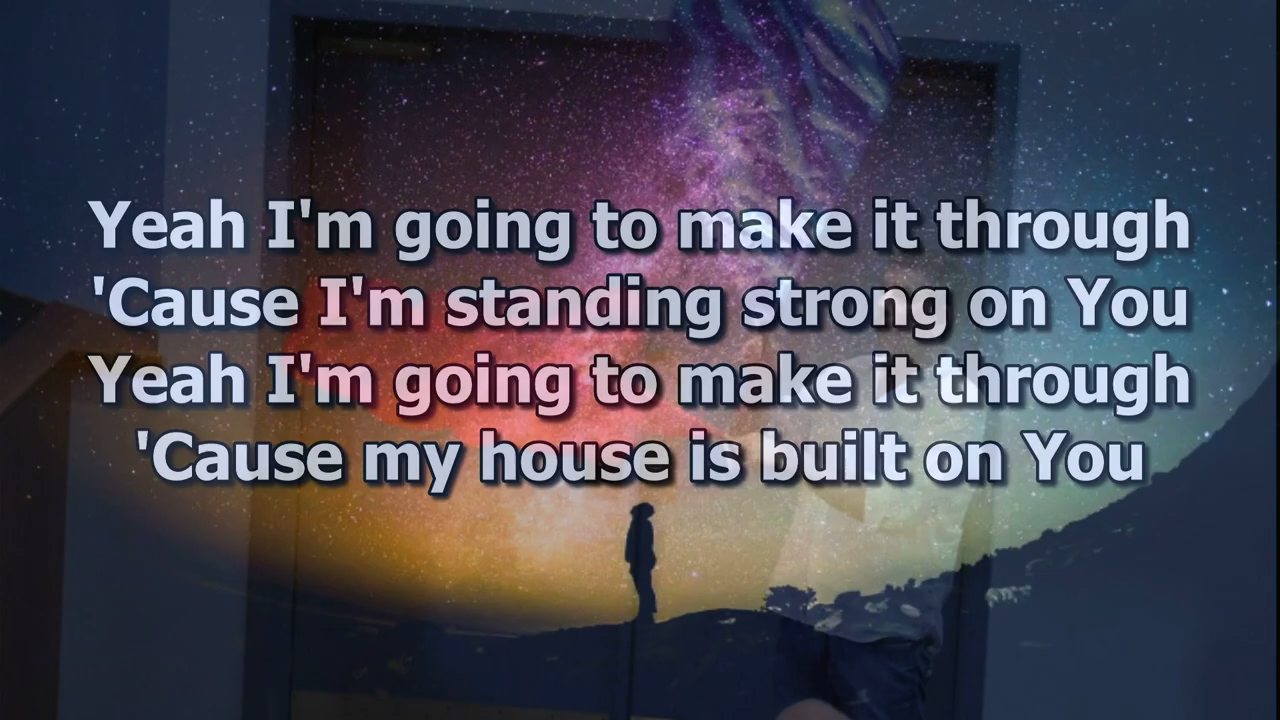 Yeah I'm going to make it through
'Cause I'm standing strong on You
Yeah I'm going to make it through
'Cause my house is built on You